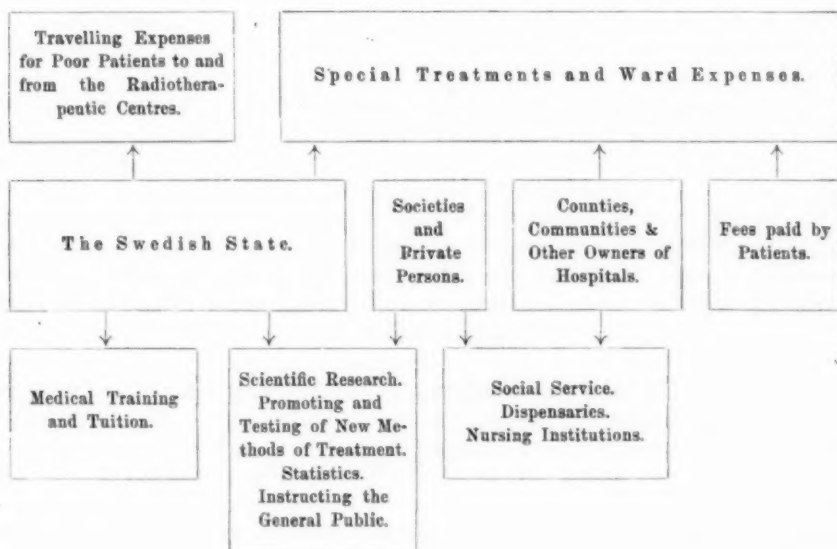 Travelling Expenses
for Poor Patients to and
from the Radiothera-
peutic Centres.
Special Treatments and Ward Expenses.
The Swedish State.
Societies
and
Private
Persons.
Counties,
Communities &
Other Owners of
Hospitals.
Fees paid by
Patients.
Medical Training
and Tuition.
Scientific Research.
Promoting and
Testing of New Me-
thods of Treatment.
Statistics.
Instructing the
General Public.
Social Service.
Dispensaries.
Nursing Institutions.